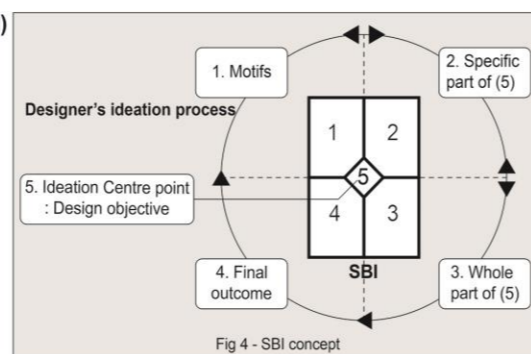 )
1. Motifs
2. Specific
part of (5)
Designer's ideation process
1
2
5. Ideation Centre point
: Design objective
5
4
3
4. Final
outcome
SBI
3. Whole
part of (5)
Fig 4 - SBI concept